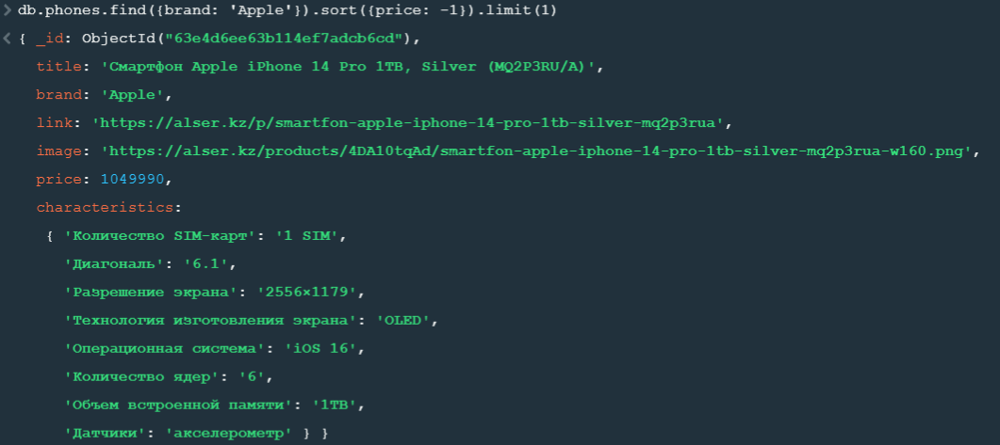 > db.phones.find({brand: 'Apple'}).sort({price: -1}).limit(1)
< { _id: ObjectId("63e4d6ee63b114ef7adcb6cd"),
title: 'Смартфон Apple iPhone 14 Pro 1TB, Silver (MQ2P3RU/A)',
brand: 'Apple',
link: 'https://alser.kz/p/smartfon-apple-iphone-14-pro-1tb-silver-mq2p3rua',
image: 'https://alser.kz/products/4DA10tqAd/smartfon-apple-iphone-14-pro-1tb-silver-mq2p3rua-w160.png',
price: 1049990,
characteristics:
{ 'Количество SIM-карт': '1 SIM',
'Диагональ': '6.1',
'Разрешение экрана': '2556×1179',
'Технология изготовления экрана': 'OLED',
'Операционная система': 'iOS 16',
'Количество ядер': '6',
'Объем встроенной памяти': '1TB',
'Датчики': 'акселерометр' } }